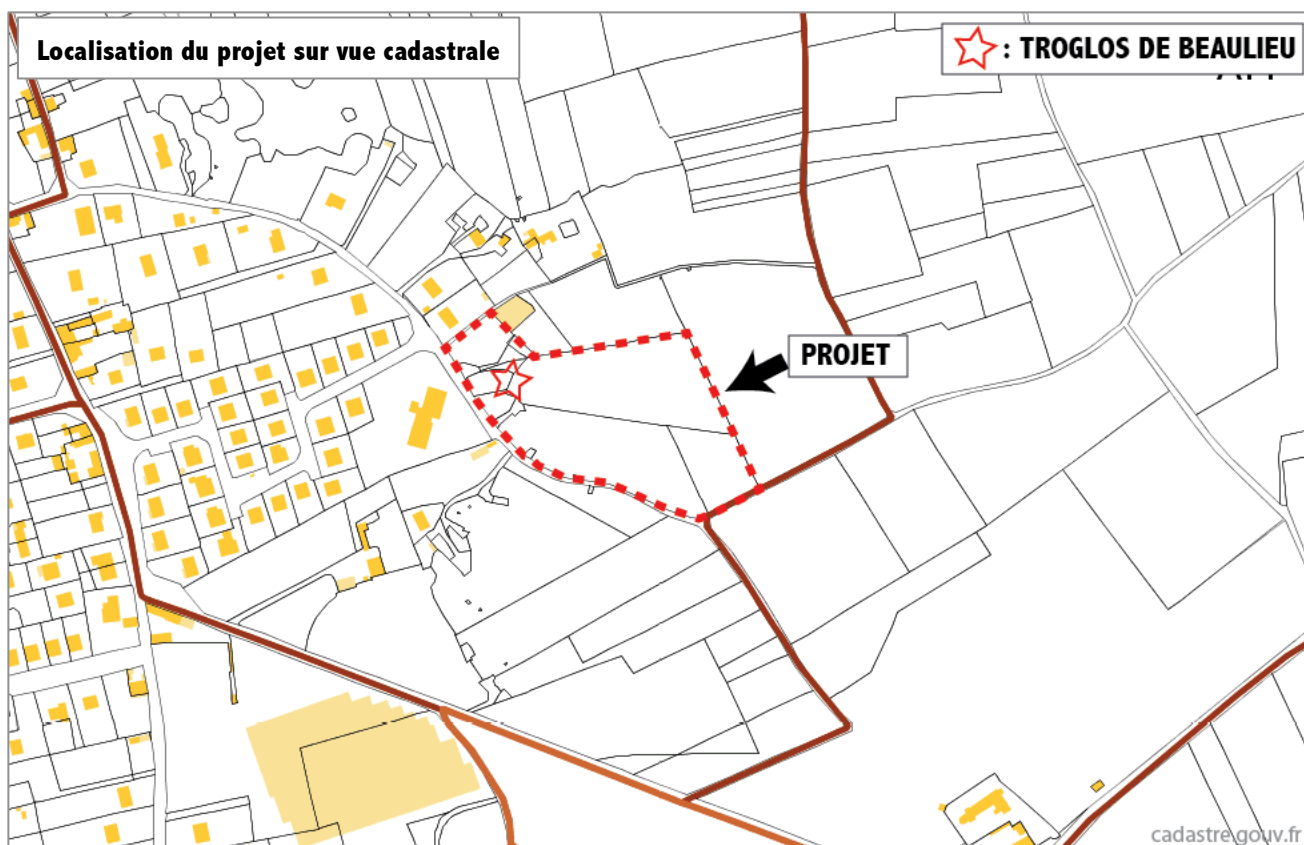 Localisation du projet sur vue cadastrale
: TROGLOS DE BEAULIEU
PROJET
cadastre.gouv.fr